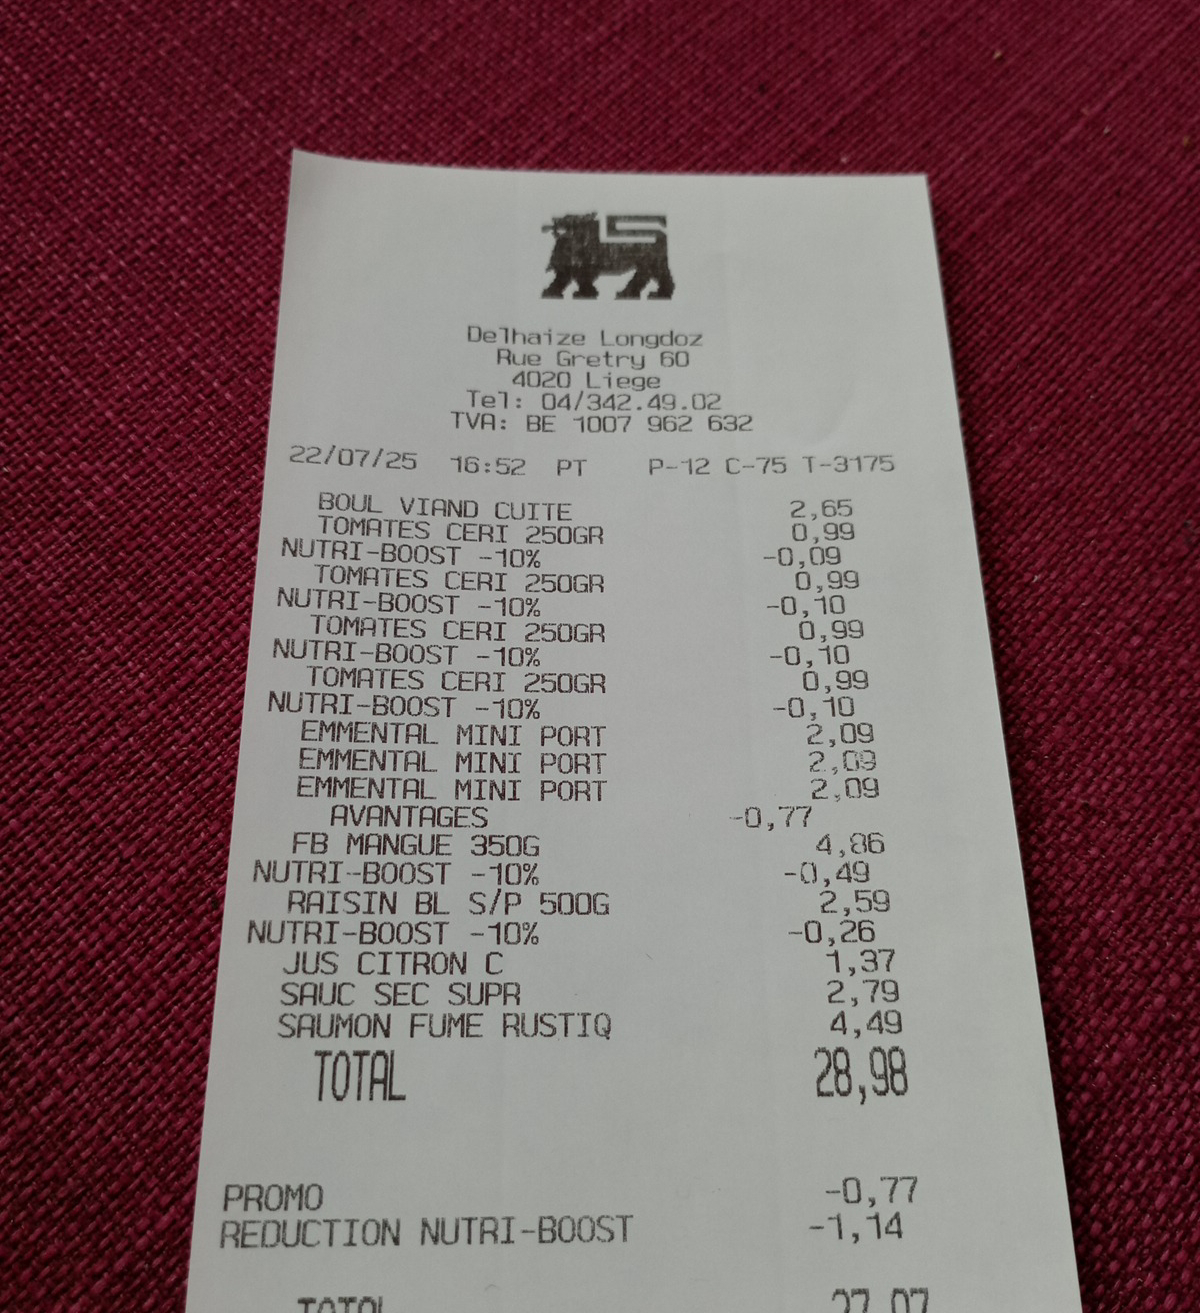 Delhaize Longdoz
Rue Gretry 60
4020 Liege
Tel: 04/342.49.02
TVA: BE 1007 962 632
22/07/25 16:52 PT P-12 C-75 T-3175
BOUL VIAND CUITE 2,65
TOMATES CERI 250GR 0,99
NUTRI-BOOST -10% -0,09
TOMATES CERI 250GR 0,99
NUTRI-BOOST -10% -0,10
TOMATES CERI 250GR 0,99
NUTRI-BOOST -10% -0,10
TOMATES CERI 250GR 0,99
NUTRI-BOOST -10% -0,10
EMMENTAL MINI PORT 2,09
EMMENTAL MINI PORT 2,09
EMMENTAL MINI PORT 2,09
AVANTAGES -0,77
FB MANGUE 350G 4,86
NUTRI-BOOST -10% -0,49
RAISIN BL S/P 500G 2,59
NUTRI-BOOST -10% -0,26
JUS CITRON C 1,37
SAUC SEC SUPR 2,79
SAUMON FUME RUSTIQ 4,49
TOTAL 28,98
PROMO -0,77
REDUCTION NUTRI-BOOST -1,14
TOTAL 27,07